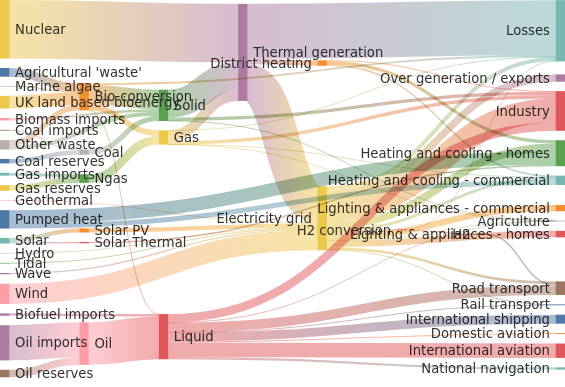 Nuclear
Losses
Thermal generation
District heating
Agricultural 'waste'
Over generation / exports
Marine algae
Bio-conversion
UK land based bioenergy
Solid
Biomass imports
Industry
Coal imports
Gas
Other waste
Coal
Heating and cooling - homes
Coal reserves
Gas imports
Ngas
Heating and cooling - commercial
Gas reserves
Geothermal
Lighting & appliances - commercial
Pumped heat
Electricity grid
Agriculture
Solar PV
H2 conversion
Lighting & appliances - homes
H2
Solar
Solar Thermal
Hydro
Tidal
Wave
Road transport
Wind
Rail transport
Biofuel imports
International shipping
Liquid
Domestic aviation
Oil imports
Oil
International aviation
National navigation
Oil reserves